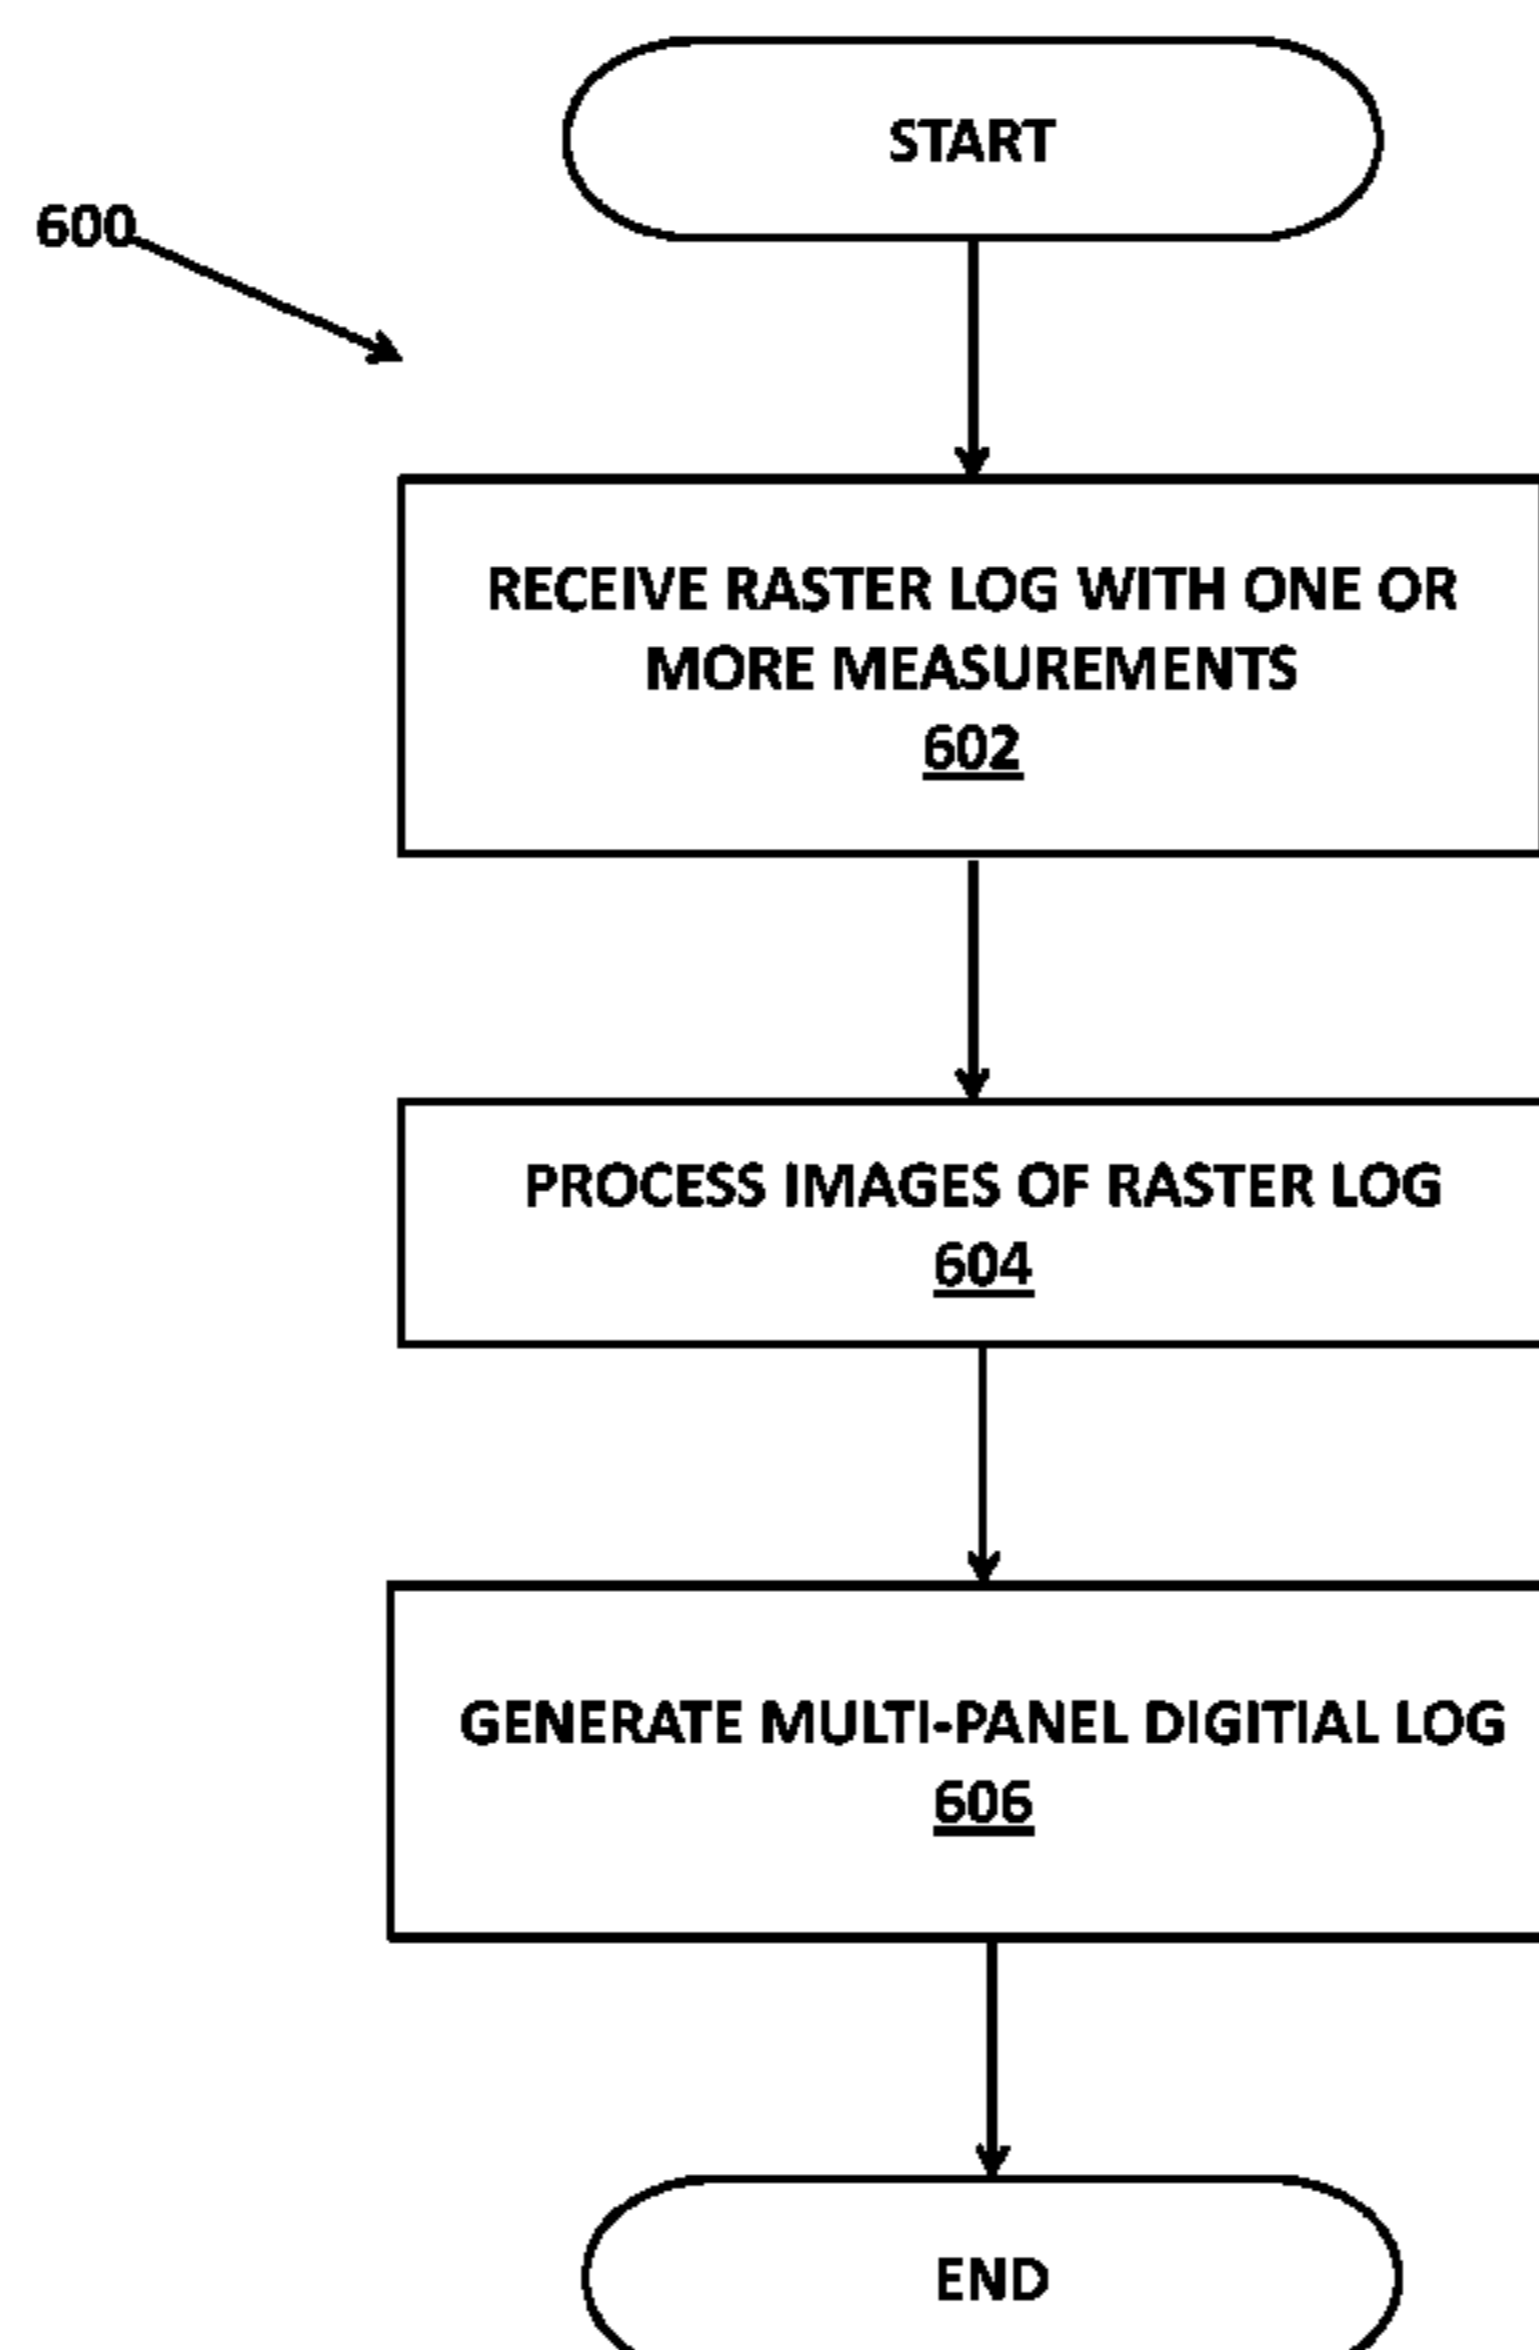 START
600
RECEIVE RASTER LOG WITH ONE OR
MORE MEASUREMENTS
602
PROCESS IMAGES OF RASTER LOG
604
GENERATE MULTI-PANEL DIGITIAL LOG
606
END